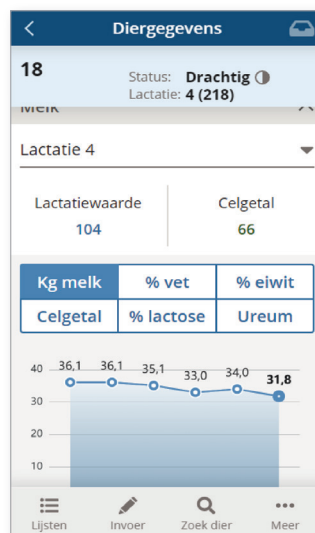 Diergegevens
18
Status: Drachtig
Lactatie: 4 (218)
Melk
Lactatie 4
Lactatiewaarde Celgetal
104 66
Kg melk % vet % eiwit
Celgetal % lactose Ureum
40 36,1 36,1 35,1 33,0 34,0 31,8
30
20
10
Lijsten Invoer Zoek dier Meer